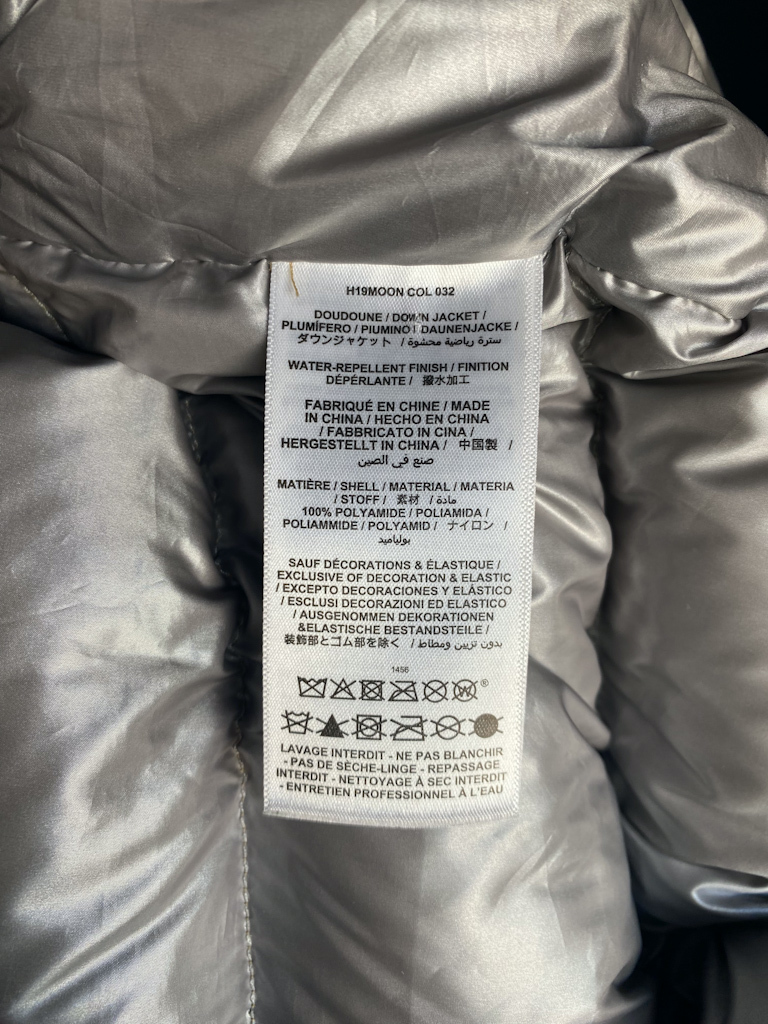 H19MOON COL 032
DOUDOUNE / DOWN JACKET /
PLUMÍFERO / PIUMINO / DAUNENJACKE /
ダウンジャケット / سترة رياضية محشوة /
WATER-REPELLENT FINISH / FINITION
DÉPERLANTE / 撥水加工
FABRIQUÉ EN CHINE / MADE
IN CHINA / HECHO EN CHINA
/ FABBRICATO IN CINA /
HERGESTELLT IN CHINA / 中国製 /
صنع في الصين
MATIÈRE / SHELL / MATERIAL / MATERIA
/ STOFF / 素材 / مادة /
100% POLYAMIDE / POLIAMIDA /
POLIAMMIDE / POLYAMID / ナイロン /
بولياميد
SAUF DÉCORATIONS & ÉLASTIQUE /
EXCLUSIVE OF DECORATION & ELASTIC
/ EXCEPTO DECORACIONES Y ELÁSTICO
/ ESCLUSI DECORAZIONI ED ELASTICO
/ AUSGENOMMEN DEKORATIONEN
&ELASTISCHE BESTANDSTEILE /
装飾部とゴム部を除く / بدون تزيين ومطاط /
1456
W ®
LAVAGE INTERDIT - NE PAS BLANCHIR
- PAS DE SÈCHE-LINGE - REPASSAGE
INTERDIT - NETTOYAGE À SEC INTERDIT
- ENTRETIEN PROFESSIONNEL À L'EAU